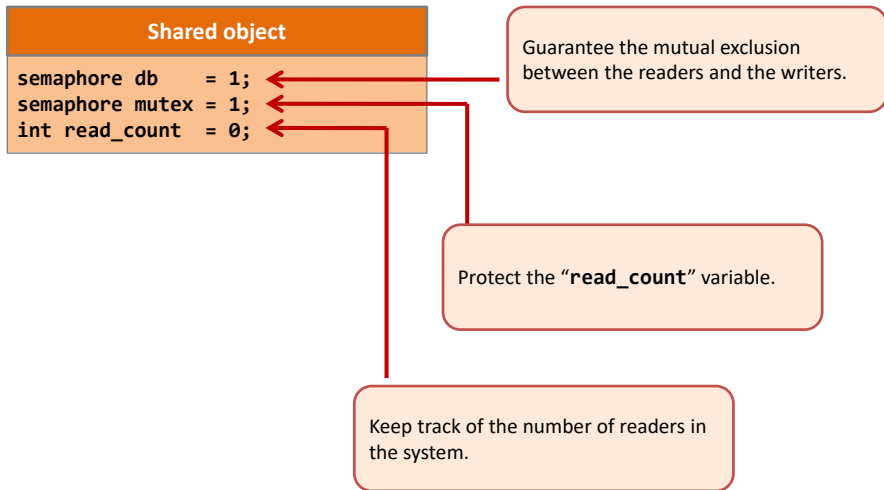 Shared object
semaphore db    = 1;
semaphore mutex = 1;
int read_count  = 0;
Guarantee the mutual exclusion
between the readers and the writers.
Protect the “read_count” variable.
Keep track of the number of readers in
the system.